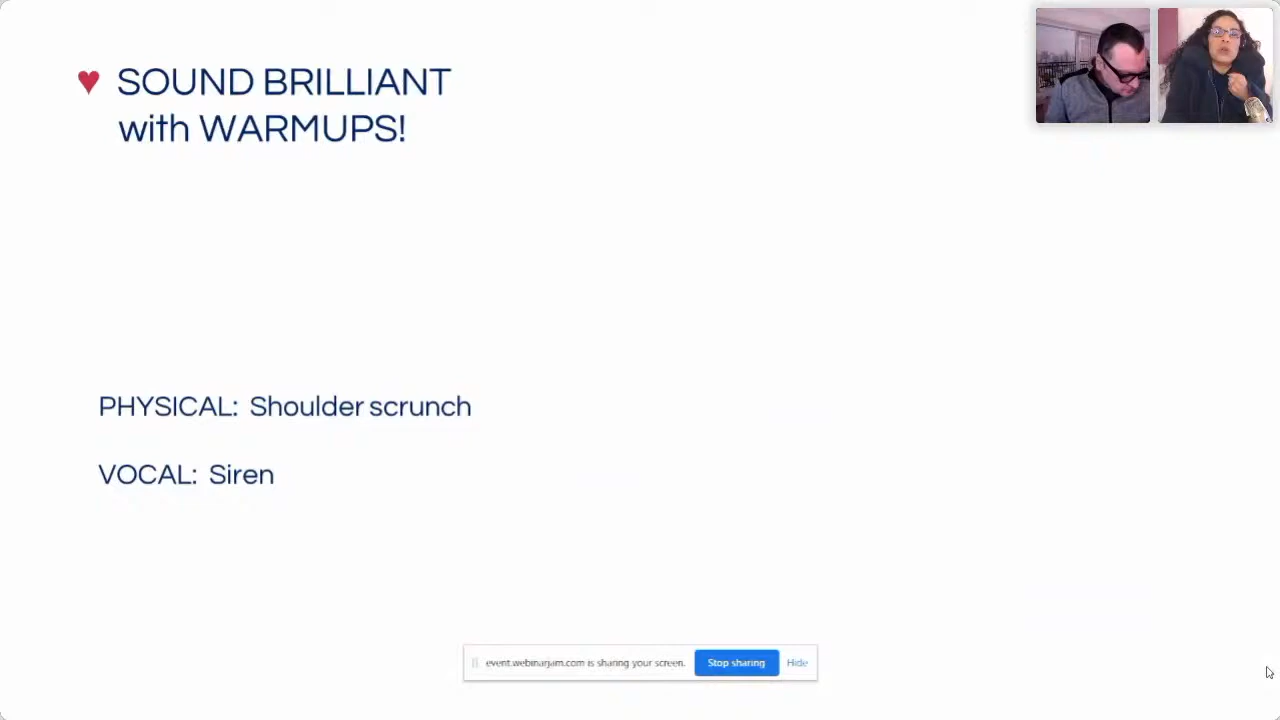 ♥ SOUND BRILLIANT
with WARMUPS!
PHYSICAL: Shoulder scrunch
VOCAL: Siren
event.webinarjam.com is sharing your screen. Stop sharing Hide